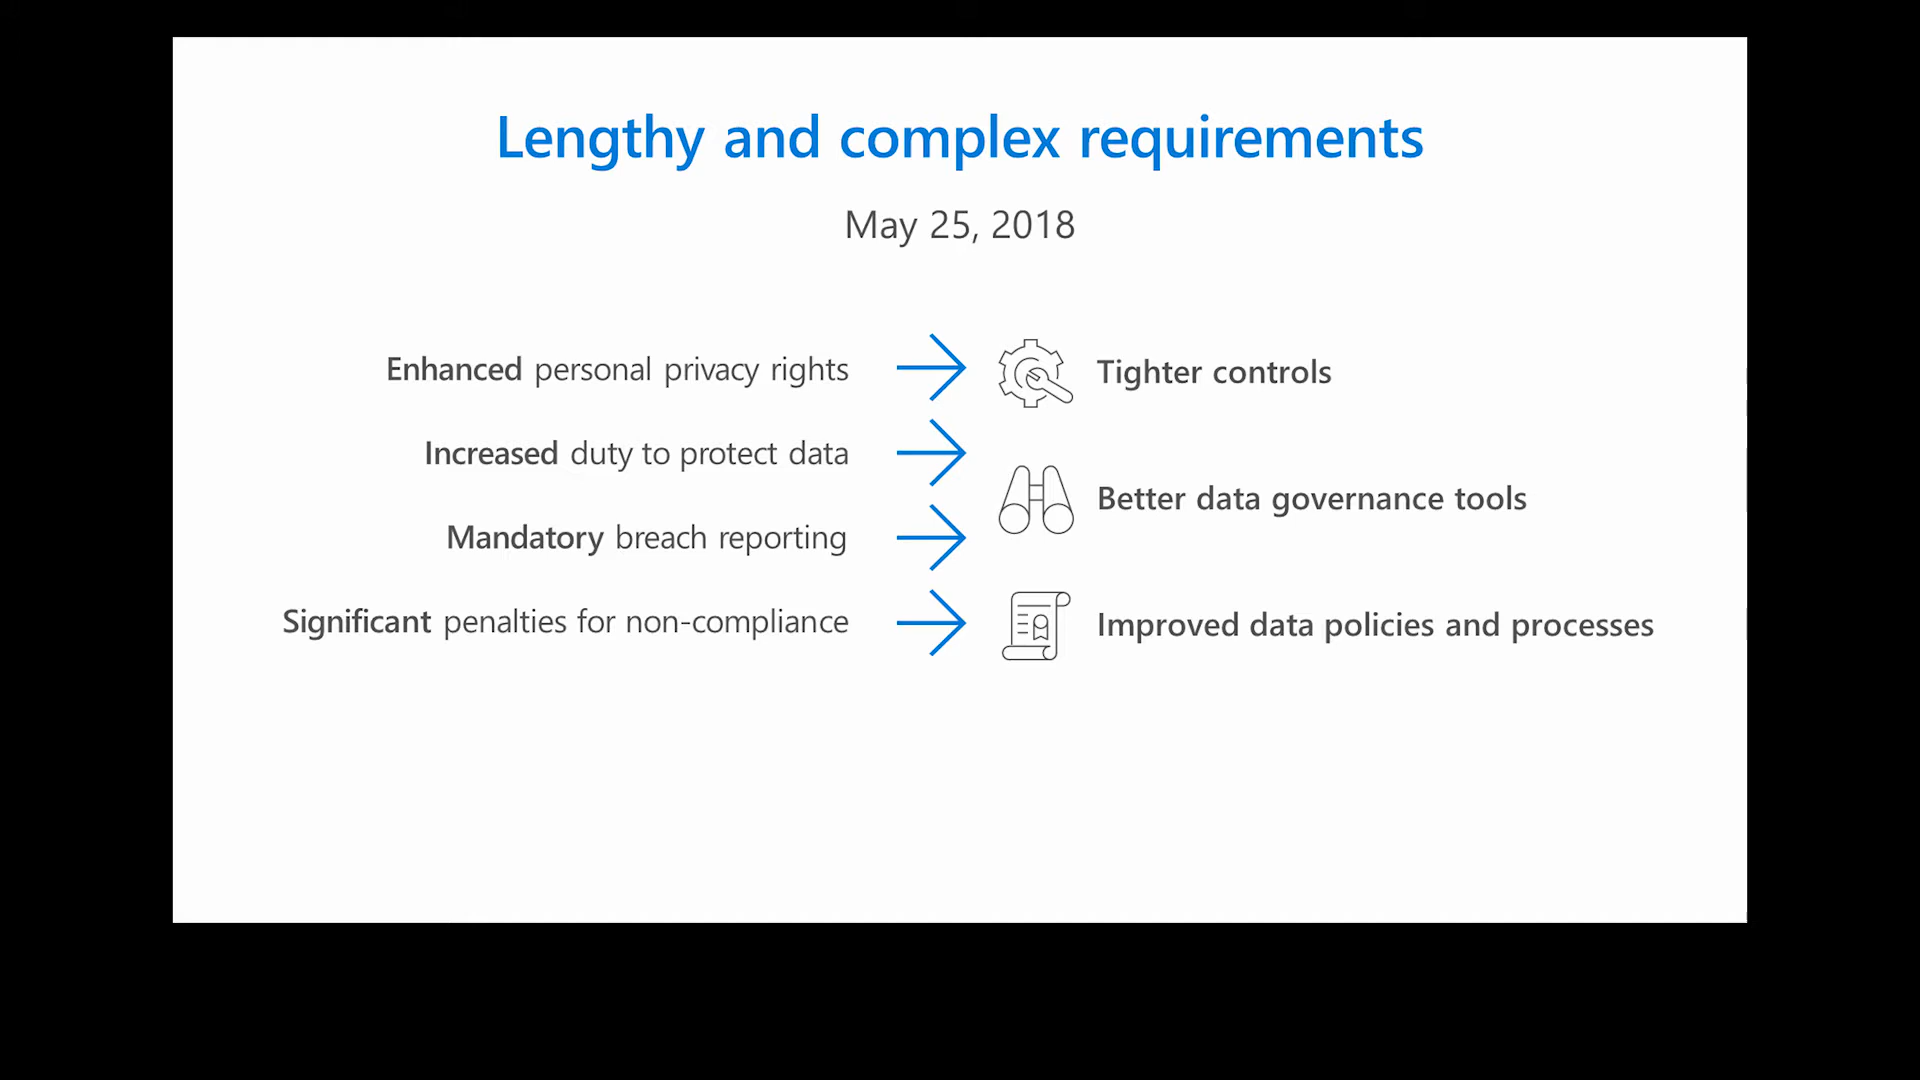 Lengthy and complex requirements
May 25, 2018
Enhanced personal privacy rights
Increased duty to protect data
Mandatory breach reporting
Significant penalties for non-compliance
Tighter controls
Better data governance tools
Improved data policies and processes